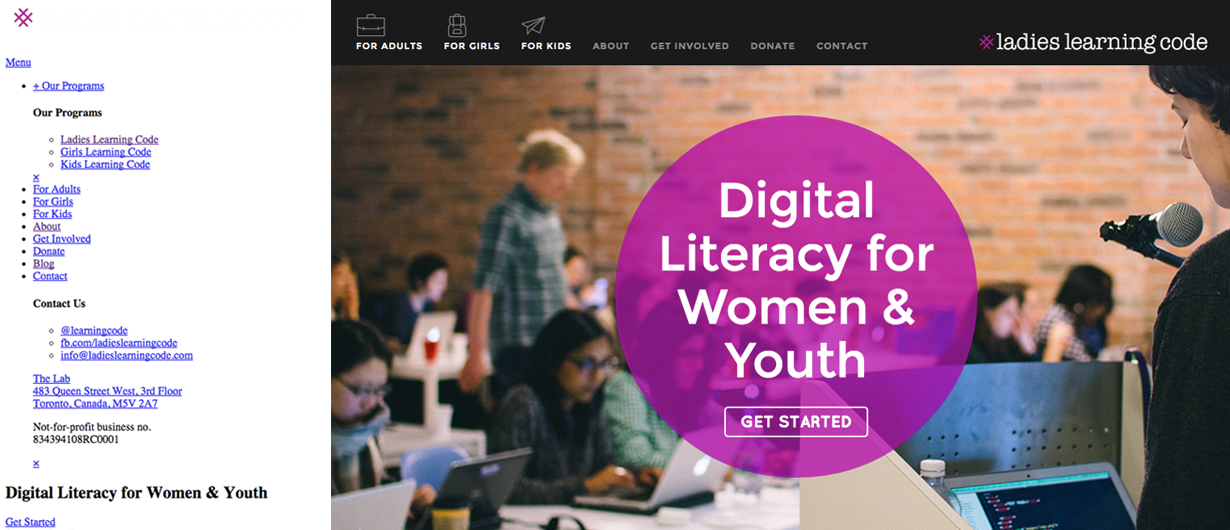 Menu
+ Our Programs
Our Programs
Ladies Learning Code
Girls Learning Code
Kids Learning Code
×
For Adults
For Girls
For Kids
About
Get Involved
Donate
Blog
Contact
Contact Us
@learningcode
fb.com/ladieslearningcode
info@ladieslearningcode.com
The Lab
483 Queen Street West, 3rd Floor
Toronto, Canada, M5V 2A7
Not-for-profit business no.
834394108RC0001
×
Digital Literacy for Women & Youth
Get Started
FOR ADULTS FOR GIRLS FOR KIDS ABOUT GET INVOLVED DONATE CONTACT
ladies learning code
Digital
Literacy for
Women &
Youth
GET STARTED